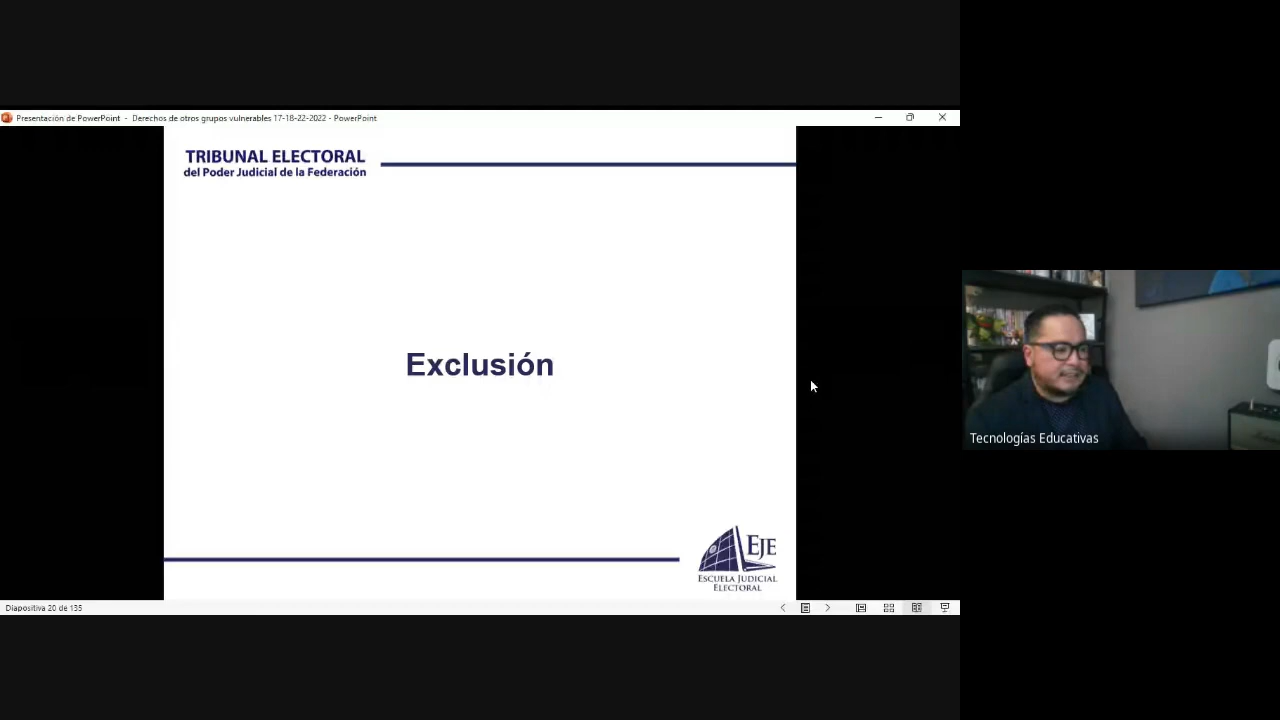 Presentación de PowerPoint - Derechos de otros grupos vulnerables 17-18-22-2022 - PowerPoint
TRIBUNAL ELECTORAL
del Poder Judicial de la Federación
Exclusión
Tecnologías Educativas
EJE
ESCUELA JUDICIAL
ELECTORAL
Diapositiva 20 de 135